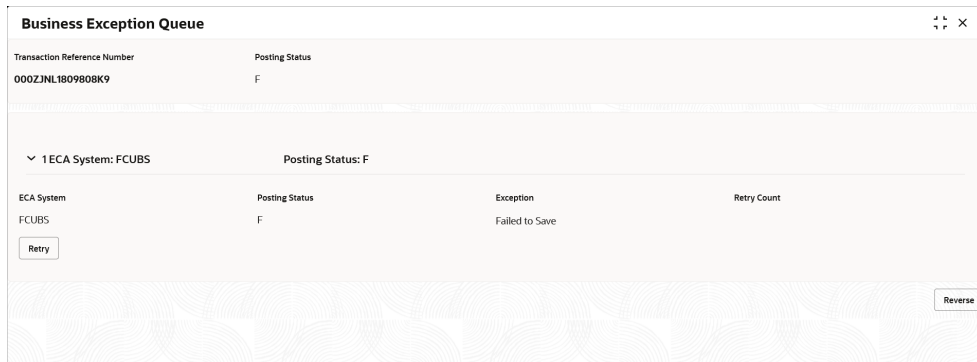 Business Exception Queue
Transaction Reference Number Posting Status
000ZJNL1809808K9 F
1 ECA System: FCUBS Posting Status: F
ECA System Posting Status Exception Retry Count
FCUBS F Failed to Save
Retry
Reverse